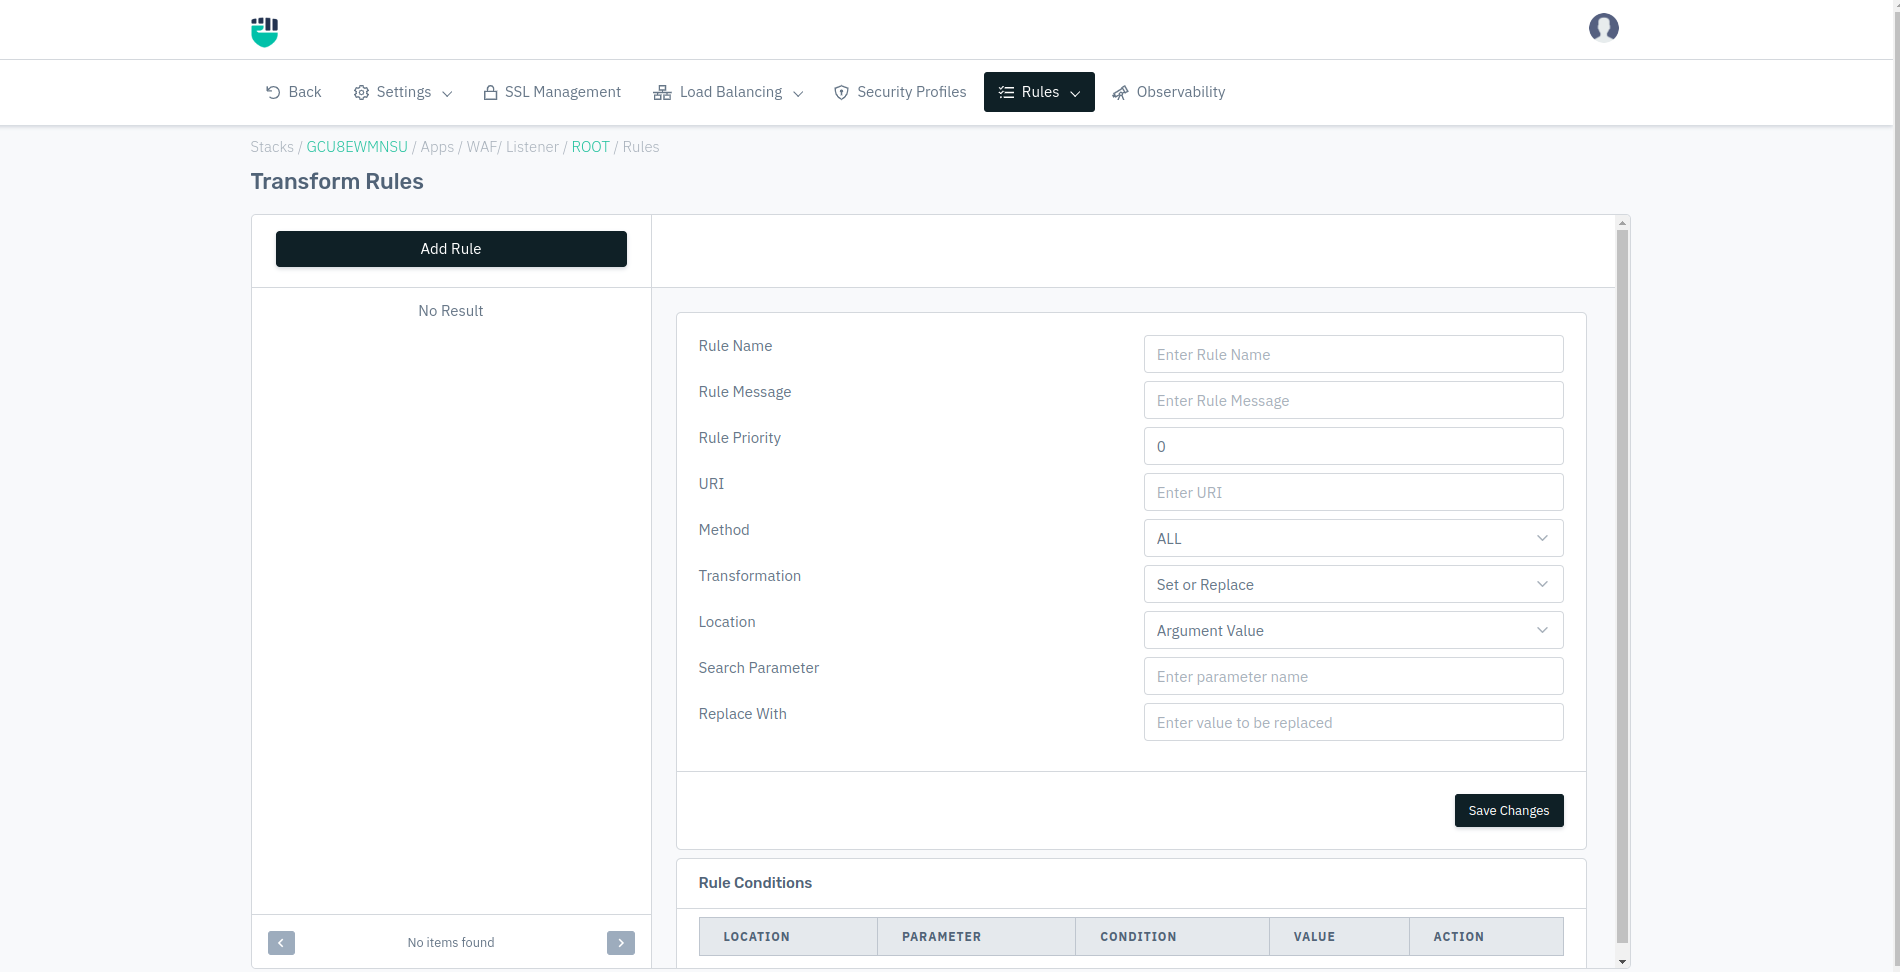 Back Settings SSL Management Load Balancing Security Profiles Rules Observability
Stacks / GCU8EWMNSU / Apps / WAF/ Listener / ROOT / Rules
Transform Rules
Add Rule
No Result
No items found
Rule Name Enter Rule Name
Rule Message Enter Rule Message
Rule Priority 0
URI Enter URI
Method ALL
Transformation Set or Replace
Location Argument Value
Search Parameter Enter parameter name
Replace With Enter value to be replaced
Save Changes
Rule Conditions
LOCATION PARAMETER CONDITION VALUE ACTION